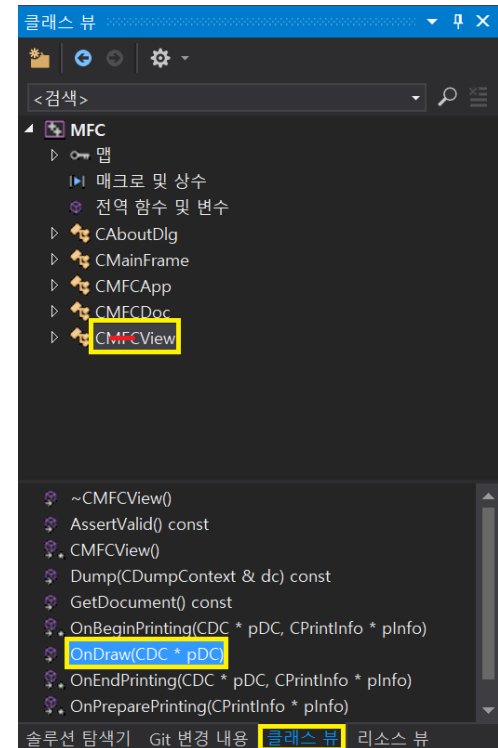 클래스 뷰
<검색>
MFC
맵
매크로 및 상수
전역 함수 및 변수
CAboutDlg
CMainFrame
CMFCApp
CMFCDoc
CMFCView
~CMFCView()
AssertValid() const
CMFCView()
Dump(CDumpContext & dc) const
GetDocument() const
OnBeginPrinting(CDC * pDC, CPrintInfo * pInfo)
OnDraw(CDC * pDC)
OnEndPrinting(CDC * pDC, CPrintInfo * pInfo)
OnPreparePrinting(CPrintInfo * pInfo)
솔루션 탐색기 Git 변경 내용 클래스 뷰 리소스 뷰